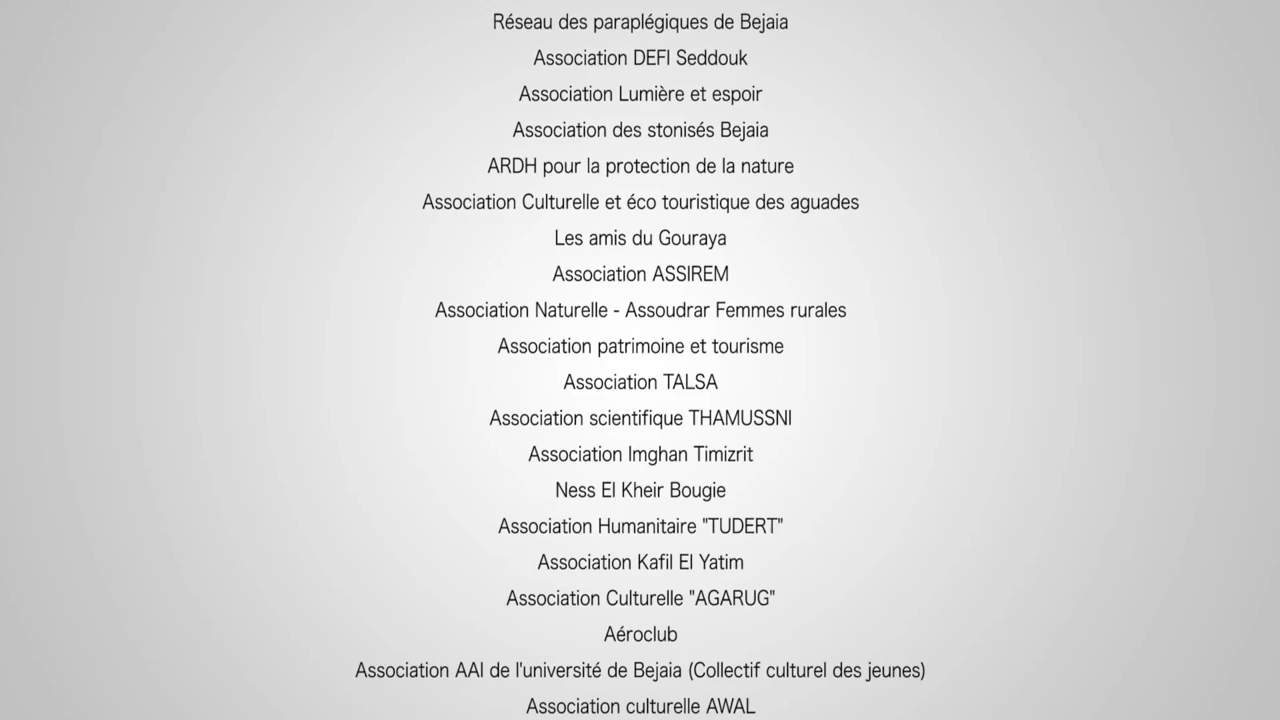 Réseau des paraplégiques de Bejaia
Association DEFI Seddouk
Association Lumière et espoir
Association des stonisés Bejaia
ARDH pour la protection de la nature
Association Culturelle et éco touristique des aguades
Les amis du Gouraya
Association ASSIREM
Association Naturelle - Assoudrar Femmes rurales
Association patrimoine et tourisme
Association TALSA
Association scientifique THAMUSSNI
Association Imghan Timizrit
Ness El Kheir Bougie
Association Humanitaire "TUDERT"
Association Kafil El Yatim
Association Culturelle "AGARUG"
Aéroclub
Association AAI de l'université de Bejaia (Collectif culturel des jeunes)
Association culturelle AWAL